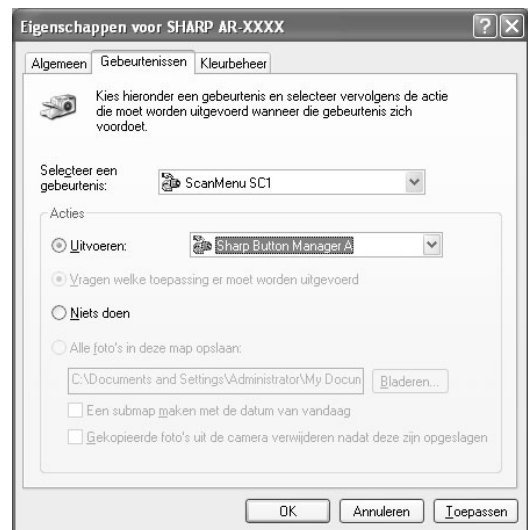 Eigenschappen voor SHARP AR-XXXX
Algemeen Gebeurtenissen Kleurbeheer
Kies hieronder een gebeurtenis en selecteer vervolgens de actie
die moet worden uitgevoerd wanneer die gebeurtenis zich
voordoet.
Selecteer een
gebeurtenis:
ScanMenu SC1
Acties
Uitvoeren: Sharp Button Manager A
Vragen welke toepassing er moet worden uitgevoerd
Niets doen
Alle foto's in deze map opslaan:
C:\Documents and Settings\Administrator\My Docun Bladeren...
Een submap maken met de datum van vandaag
Gekopieerde foto's uit de camera verwijderen nadat deze zijn opgeslagen
OK Annuleren Toepassen